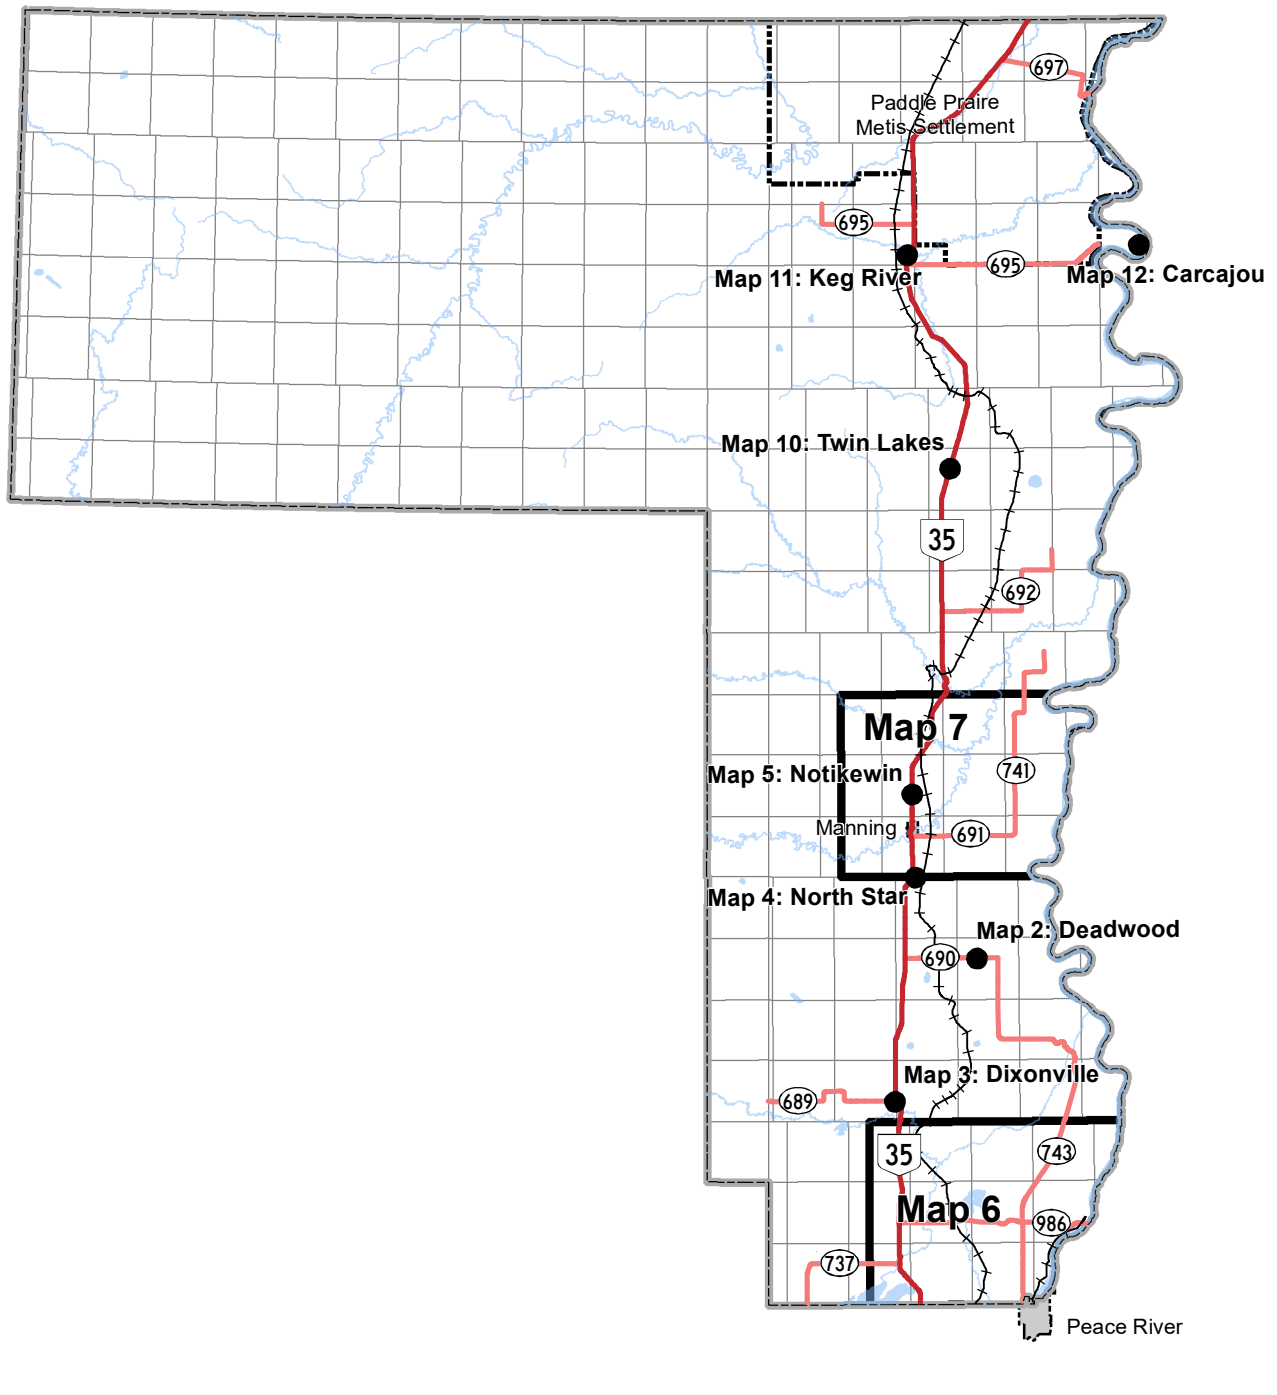 697
Paddle Praire
Metis Settlement
695
695
Map 11: Keg River
Map 12: Carcajou
Map 10: Twin Lakes
35
692
Map 7
741
Map 5: Notikewin
Manning
691
Map 4: North Star
Map 2: Deadwood
690
Map 3: Dixonville
689
35
743
Map 6
986
737
Peace River